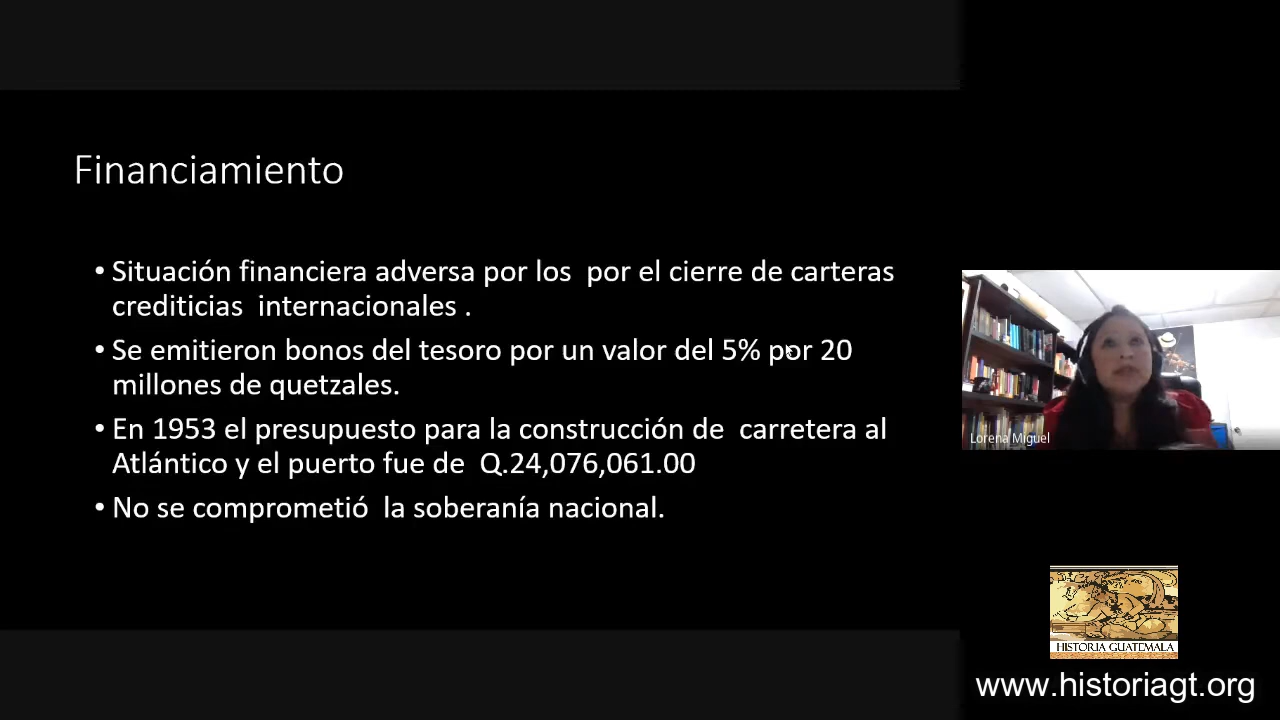 Financiamiento
• Situación financiera adversa por los  por el cierre de carteras
crediticias  internacionales .
• Se emitieron bonos del tesoro por un valor del 5% por 20
millones de quetzales.
• En 1953 el presupuesto para la construcción de  carretera al
Atlántico y el puerto fue de  Q.24,076,061.00
• No se comprometió  la soberanía nacional.
Lorena Miguel
HISTORIA GUATEMALA
www.historiagt.org